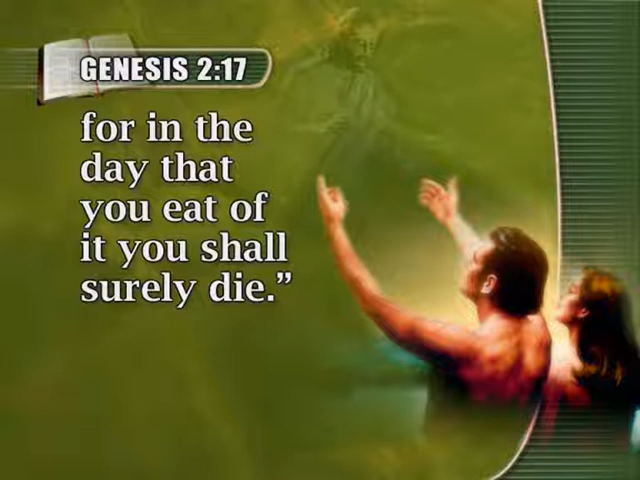 GENESIS 2:17
for in the
day that
you eat of
it you shall
surely die.”